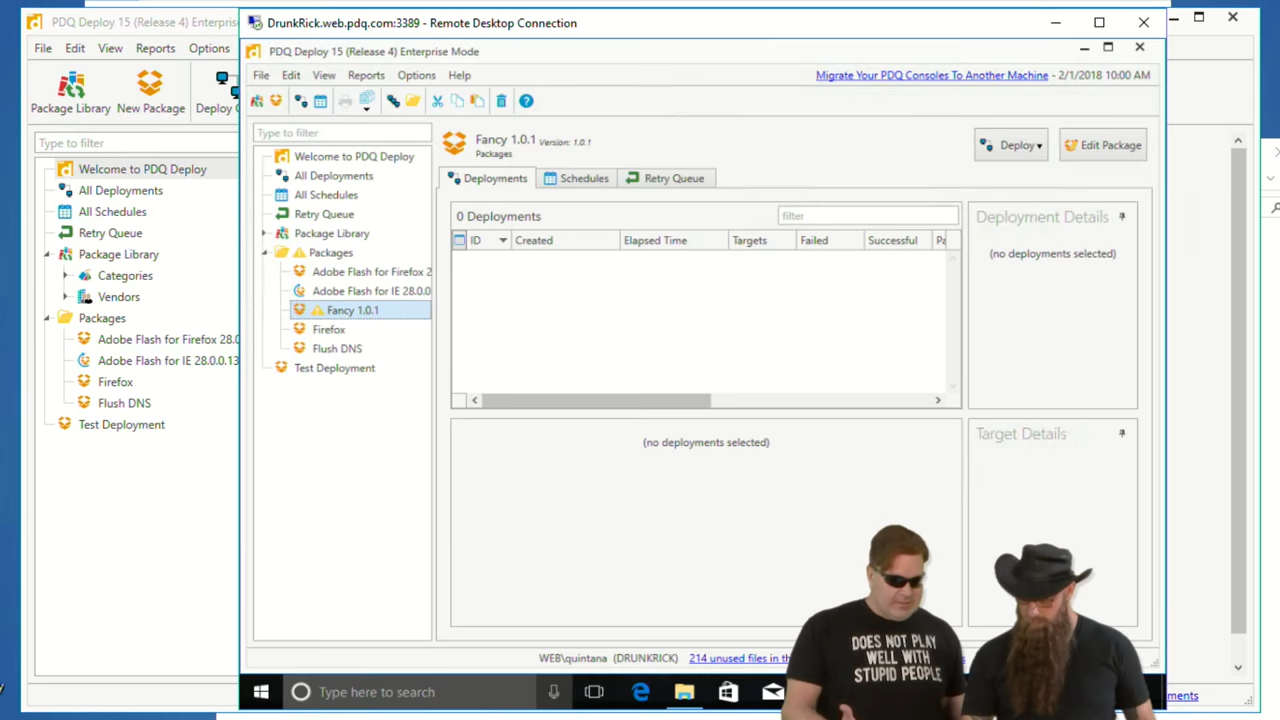 PDQ Deploy 15 (Release 4) Enterpris
File Edit View Reports Options
Package Library New Package Deploy
Type to filter
Welcome to PDQ Deploy
All Deployments
All Schedules
Retry Queue
Package Library
Categories
Vendors
Packages
Adobe Flash for Firefox 28.0
Adobe Flash for IE 28.0.0.13
Firefox
Flush DNS
Test Deployment
DrunkRick.web.pdq.com:3389 - Remote Desktop Connection
PDQ Deploy 15 (Release 4) Enterprise Mode
File Edit View Reports Options Help
Migrate Your PDQ Consoles To Another Machine - 2/1/2018 10:00 AM
Type to filter
Welcome to PDQ Deploy
All Deployments
All Schedules
Retry Queue
Package Library
Packages
Adobe Flash for Firefox 2
Adobe Flash for IE 28.0.0
Fancy 1.0.1
Firefox
Flush DNS
Test Deployment
Fancy 1.0.1 Version: 1.0.1
Packages
Deploy Edit Package
Deployments Schedules Retry Queue
0 Deployments filter
ID Created Elapsed Time Targets Failed Successful Pa
(no deployments selected)
Deployment Details
(no deployments selected)
Target Details
WEB\quintana (DRUNKRICK) 214 unused files in th
Type here to search
DOES NOT PLAY
WELL WITH
STUPID PEOPLE
ments